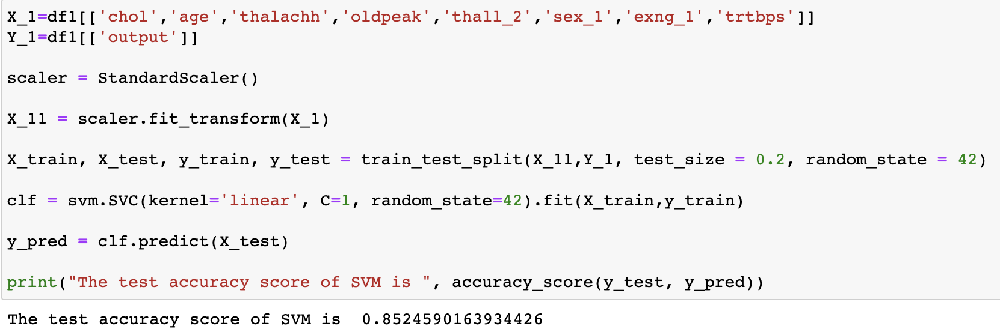 X_1=df1[['chol','age','thalachh','oldpeak','thall_2','sex_1','exng_1','trtbps']]
Y_1=df1[['output']]
scaler = StandardScaler()
X_11 = scaler.fit_transform(X_1)
X_train, X_test, y_train, y_test = train_test_split(X_11,Y_1, test_size = 0.2, random_state = 42)
clf = svm.SVC(kernel='linear', C=1, random_state=42).fit(X_train,y_train)
y_pred = clf.predict(X_test)
print("The test accuracy score of SVM is ", accuracy_score(y_test, y_pred))
The test accuracy score of SVM is  0.8524590163934426